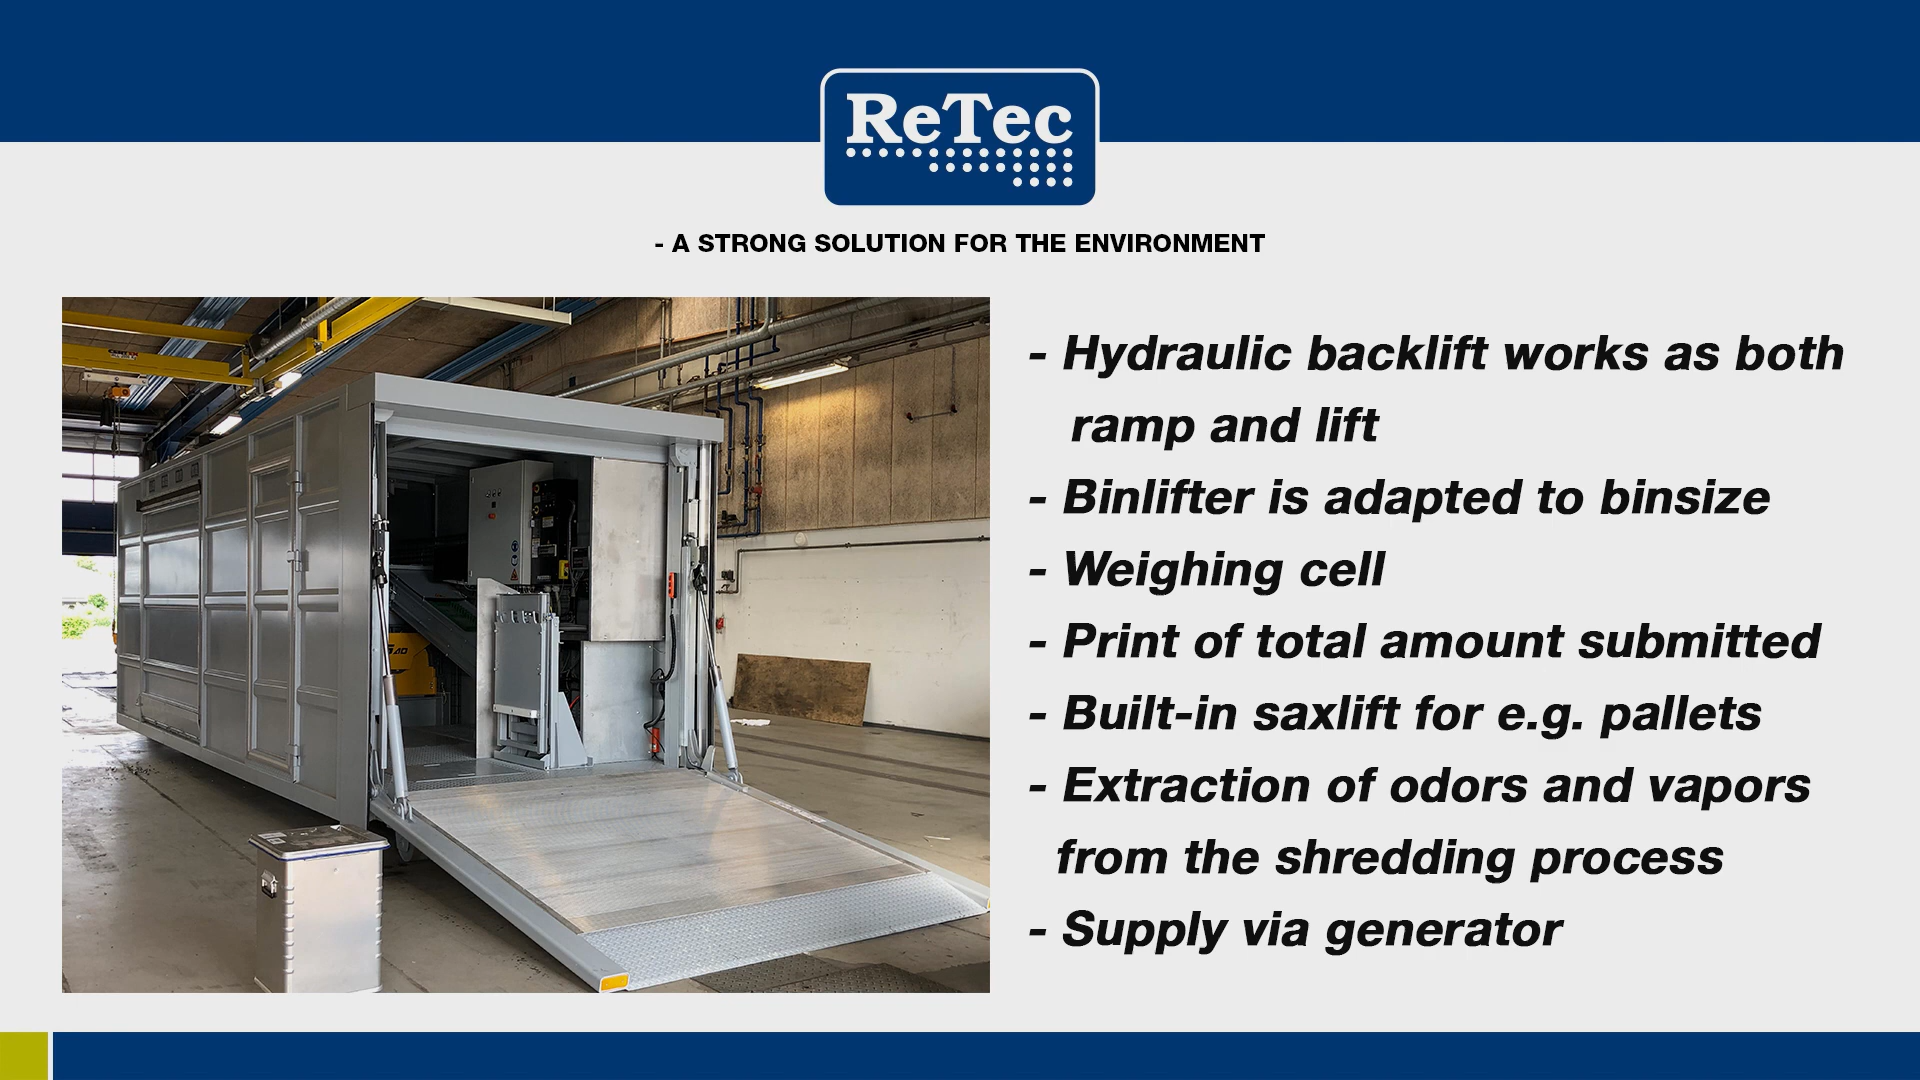 ReTec
- A STRONG SOLUTION FOR THE ENVIRONMENT
- Hydraulic backlift works as both
ramp and lift
- Binlifter is adapted to binsize
- Weighing cell
- Print of total amount submitted
- Built-in saxlift for e.g. pallets
- Extraction of odors and vapors
from the shredding process
- Supply via generator